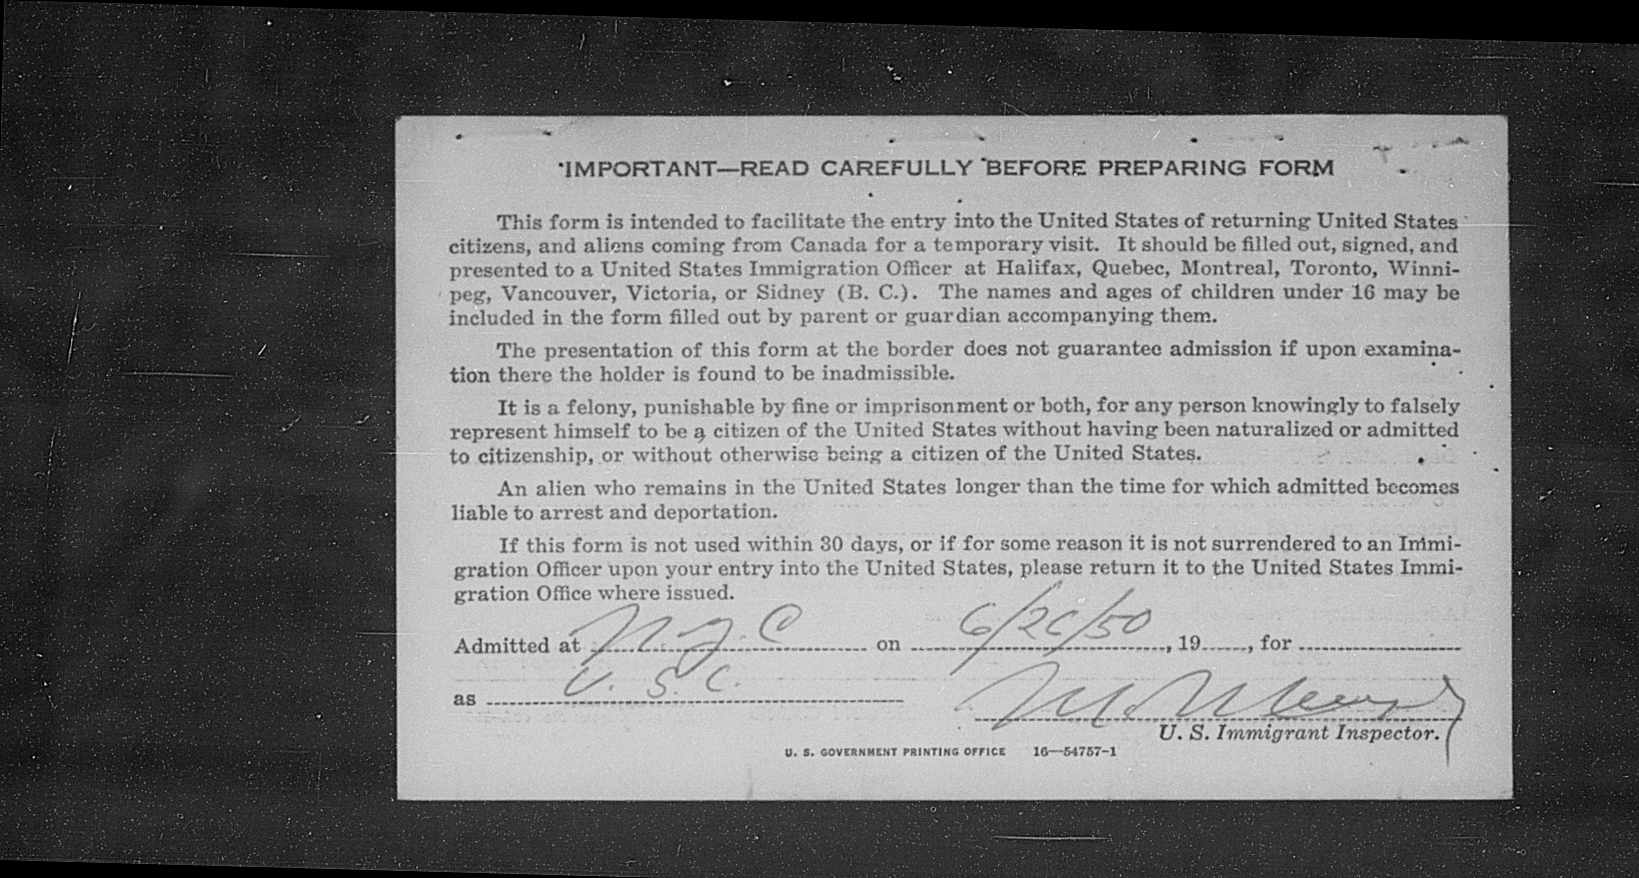 IMPORTANT—READ CAREFULLY BEFORE PREPARING FORM
This form is intended to facilitate the entry into the United States of returning United States
citizens, and aliens coming from Canada for a temporary visit. It should be filled out, signed, and
presented to a United States Immigration Officer at Halifax, Quebec, Montreal, Toronto, Winni-
peg, Vancouver, Victoria, or Sidney (B. C.). The names and ages of children under 16 may be
included in the form filled out by parent or guardian accompanying them.
The presentation of this form at the border does not guarantee admission if upon examina-
tion there the holder is found to be inadmissible.
It is a felony, punishable by fine or imprisonment or both, for any person knowingly to falsely
represent himself to be a citizen of the United States without having been naturalized or admitted
to citizenship, or without otherwise being a citizen of the United States.
An alien who remains in the United States longer than the time for which admitted becomes
liable to arrest and deportation.
If this form is not used within 30 days, or if for some reason it is not surrendered to an Immi-
gration Officer upon your entry into the United States, please return it to the United States Immi-
gration Office where issued.
Admitted at on 6/26/50, 19, for
as U. S. C.
U. S. Immigrant Inspector.
U. S. GOVERNMENT PRINTING OFFICE 16—54757-1